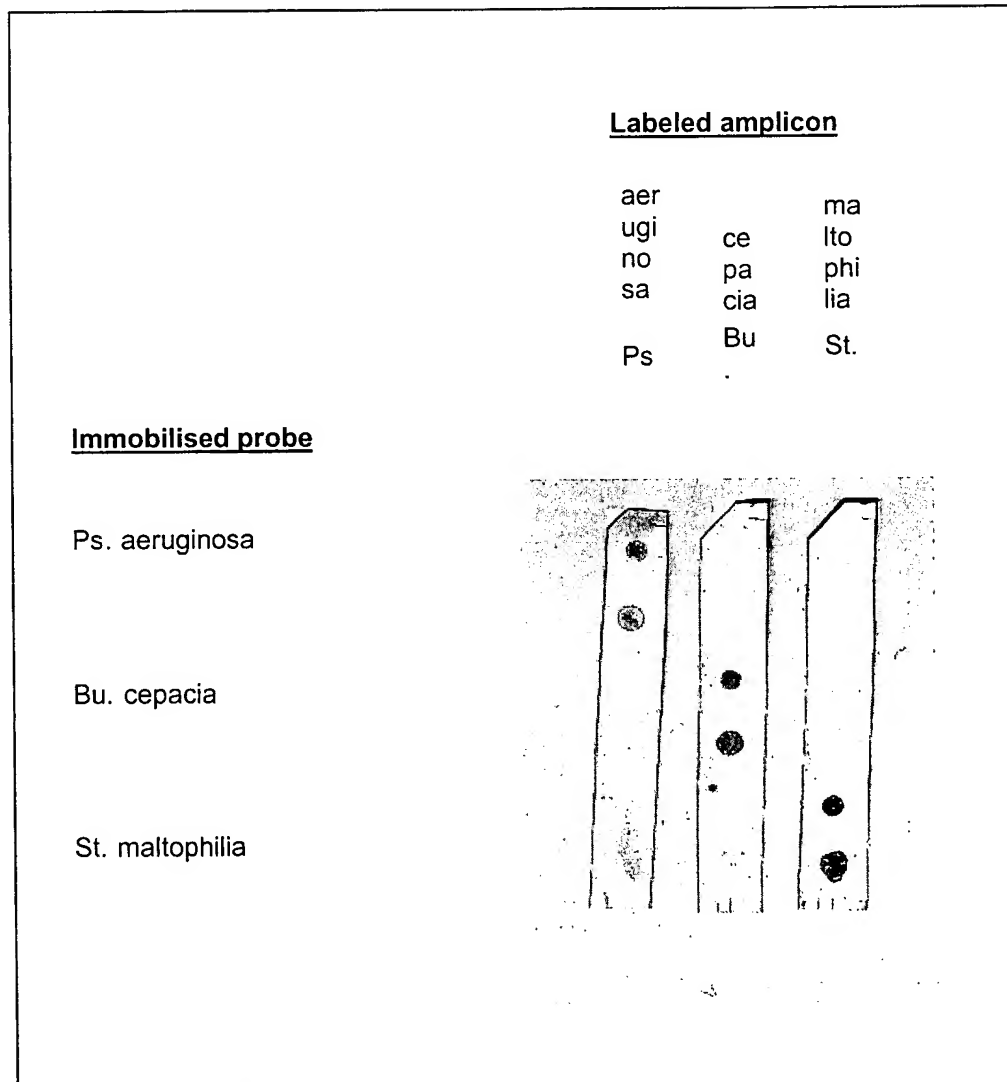 Labeled amplicon
aer
ugi
no
sa
Ps
ce
pa
cia
Bu
.
ma
lto
phi
lia
St.
Immobilised probe
Ps. aeruginosa
Bu. cepacia
St. maltophilia